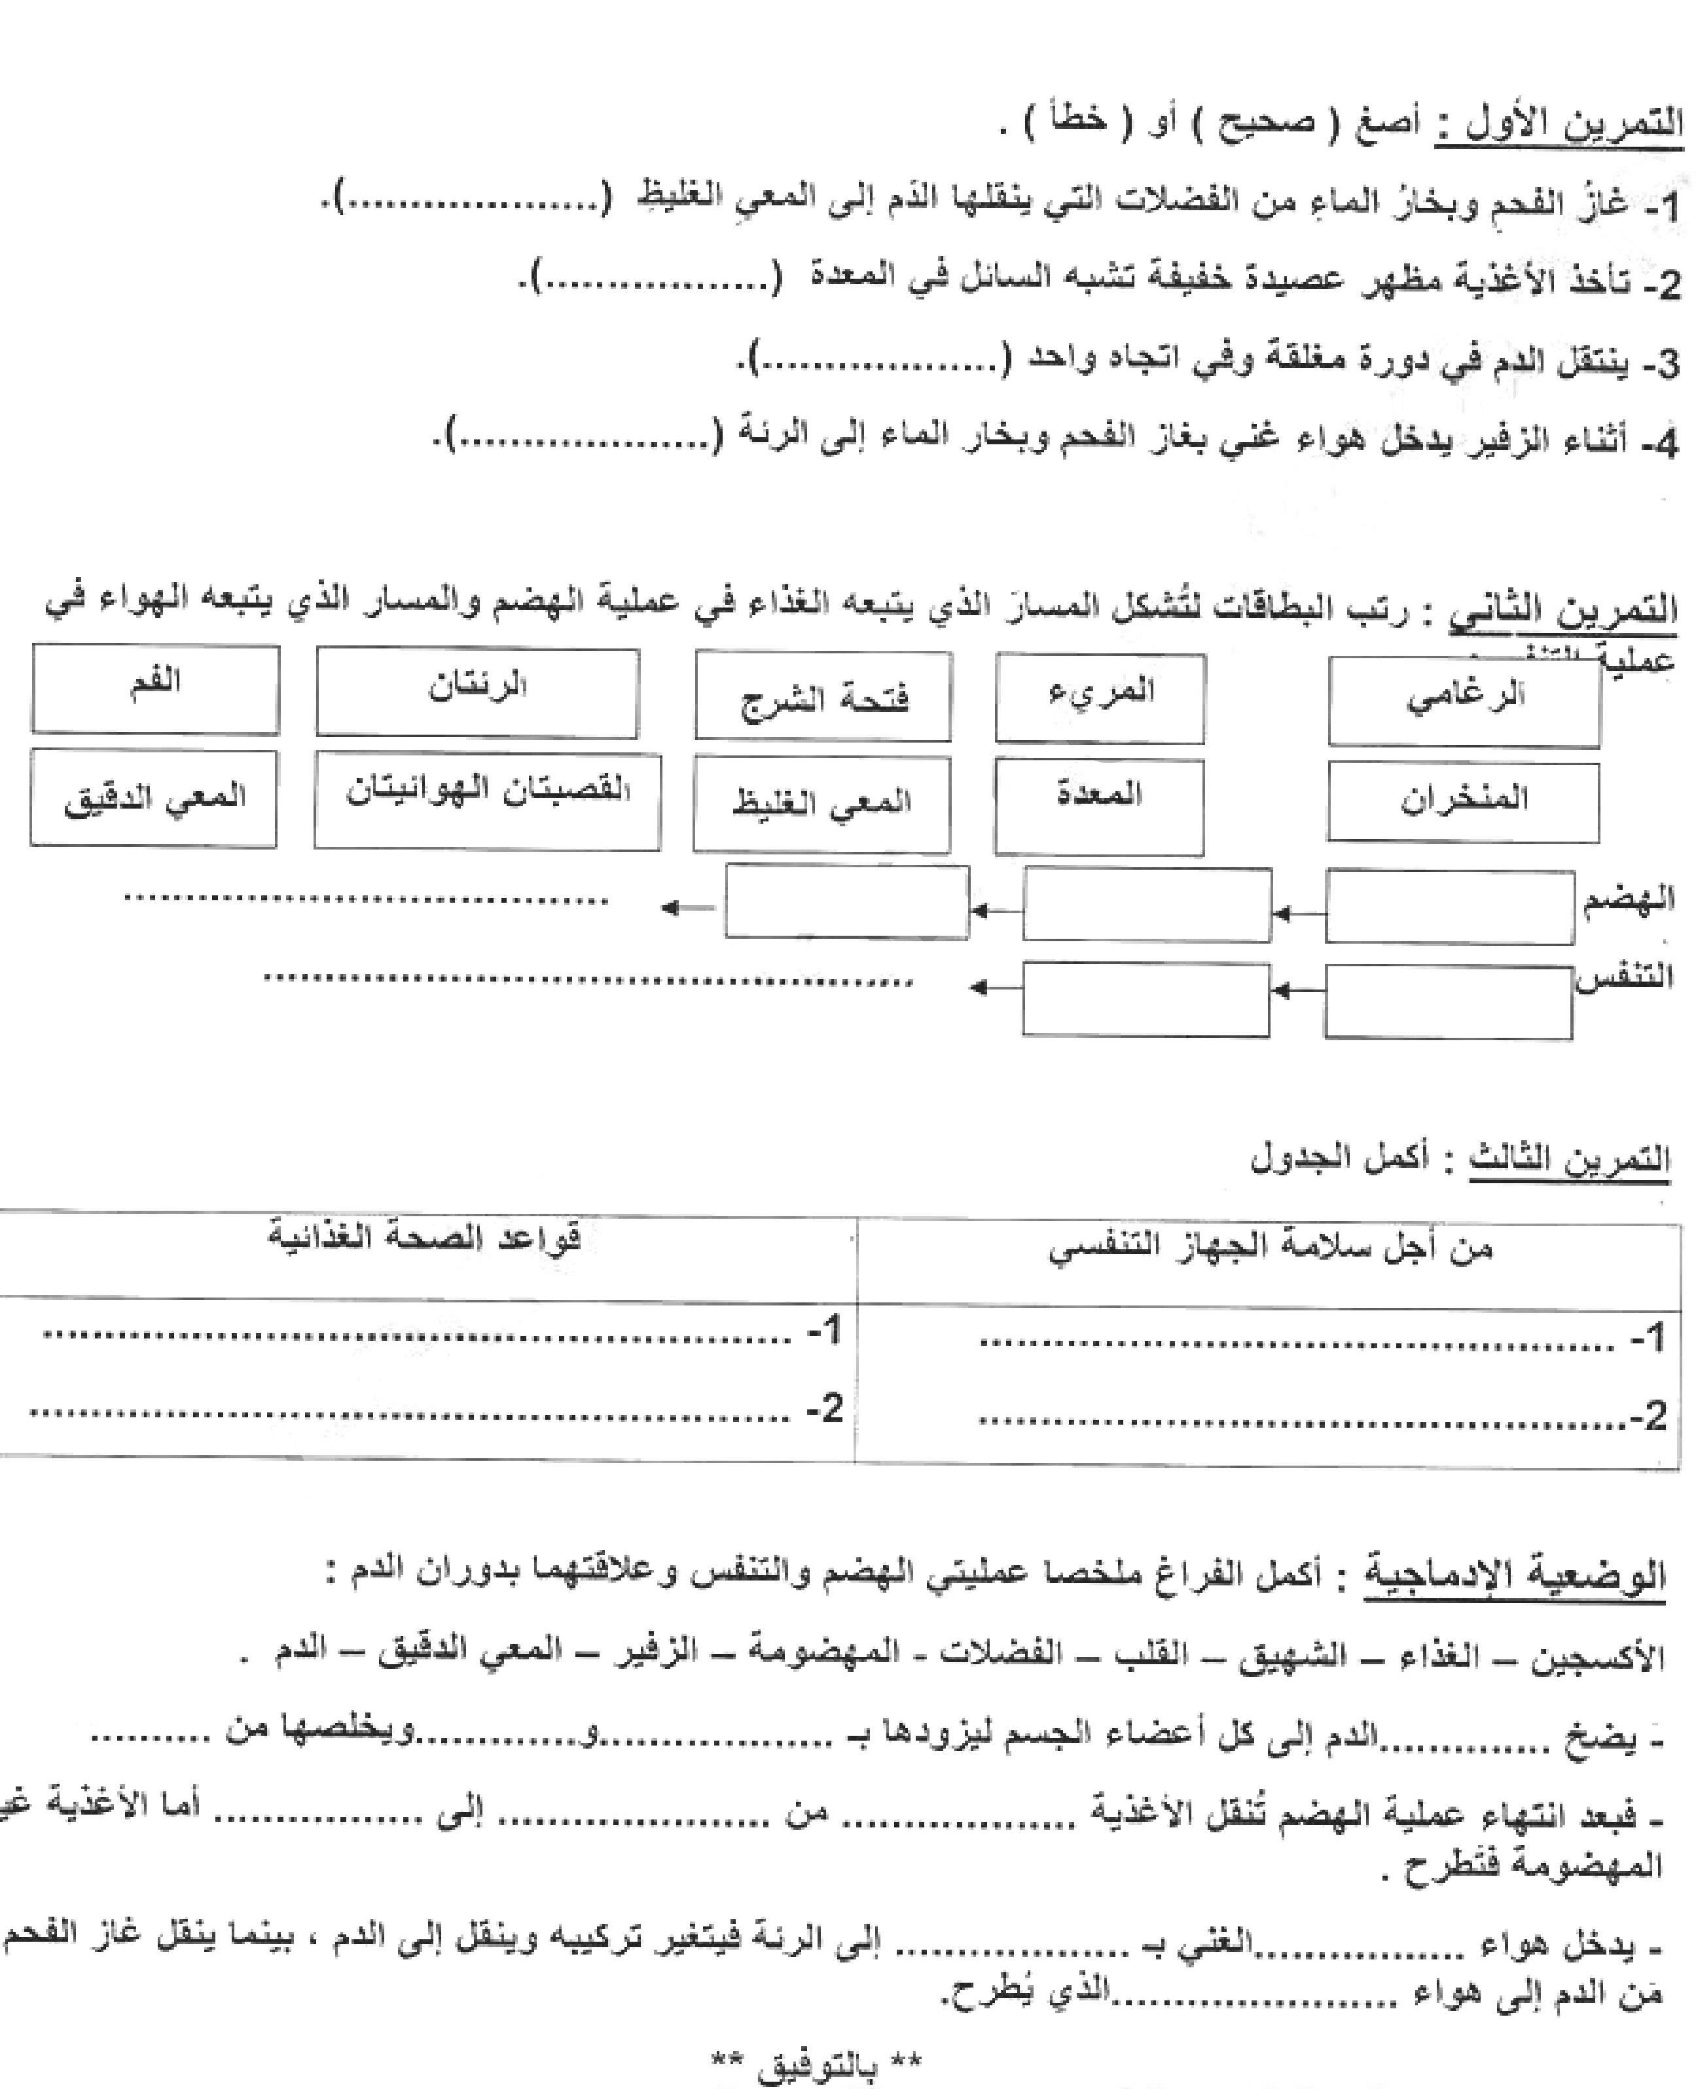 التمرين الأول : أصغ ( صحيح ) أو ( خطأ ) .
1- غازُ الفحمِ وبخارُ الماءِ من الفضلات التي ينقلها الدّم إلى المعيِ الغليظِ (....................).
2- تأخذ الأغذية مظهر عصيدة خفيفة تشبه السائل في المعدة (..................).
3- ينتقل الدم في دورة مغلقة وفي اتجاه واحد (...................).
4- أثناء الزفير يدخل هواء غني بغاز الفحم وبخار الماء إلى الرئة (....................).
التمرين الثاني : رتب البطاقات لتُشكل المسارَ الذي يتبعه الغذاء في عملية الهضم والمسار الذي يتبعه الهواء في
عملية
الرغامي المريء فتحة الشرج الرئتان الفم
المنخران المعدة المعي الغليظ القصبتان الهوائيتان المعي الدقيق
الهضم .......................................
التنفس .....................................................
التمرين الثالث : أكمل الجدول
من أجل سلامة الجهاز التنفسي قواعد الصحة الغذائية
1- .................................................... 1- .............................................................
2-..................................................... 2- ..............................................................
الوضعية الإدماجية : أكمل الفراغ ملخصا عمليتي الهضم والتنفس وعلاقتهما بدوران الدم :
الأكسجين – الغذاء – الشهيق – القلب – الفضلات - المهضومة – الزفير – المعي الدقيق – الدم .
- يضخ ..............الدم إلى كل أعضاء الجسم ليزودها بـ ...................و.............ويخلصها من ..........
- فبعد انتهاء عملية الهضم تُنقل الأغذية ................... من ...................... إلى ................. أما الأغذية غي
المهضومة فتُطرح .
- يدخل هواء .................الغني بـ ................... إلى الرئة فيتغير تركيبه وينقل إلى الدم ، بينما ينقل غاز الفحم
من الدم إلى هواء .......................الذي يُطرح.
** بالتوفيق **